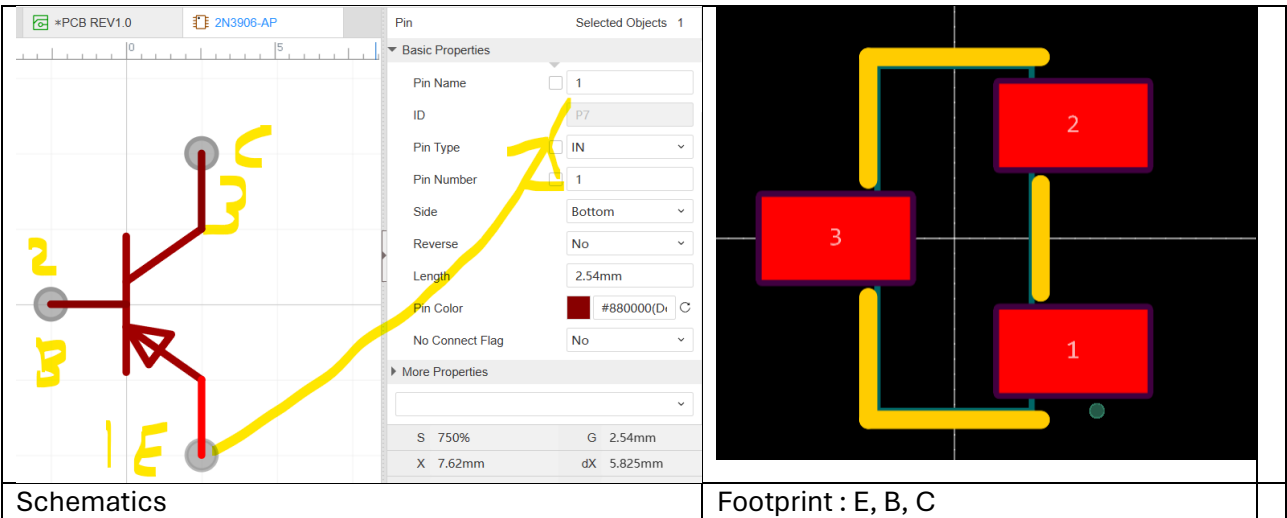 *PCB REV1.0
2N3906-AP
Pin
Selected Objects 1
0
5
Basic Properties
Pin Name
1
ID
P7
Pin Type
IN
Pin Number
1
Side
Bottom
Reverse
No
Length
2.54mm
Pin Color
#880000(De
No Connect Flag
No
More Properties
S 750%
G 2.54mm
X 7.62mm
dX 5.825mm
C
3
2
B
1E
2
3
1
Schematics
Footprint : E, B, C